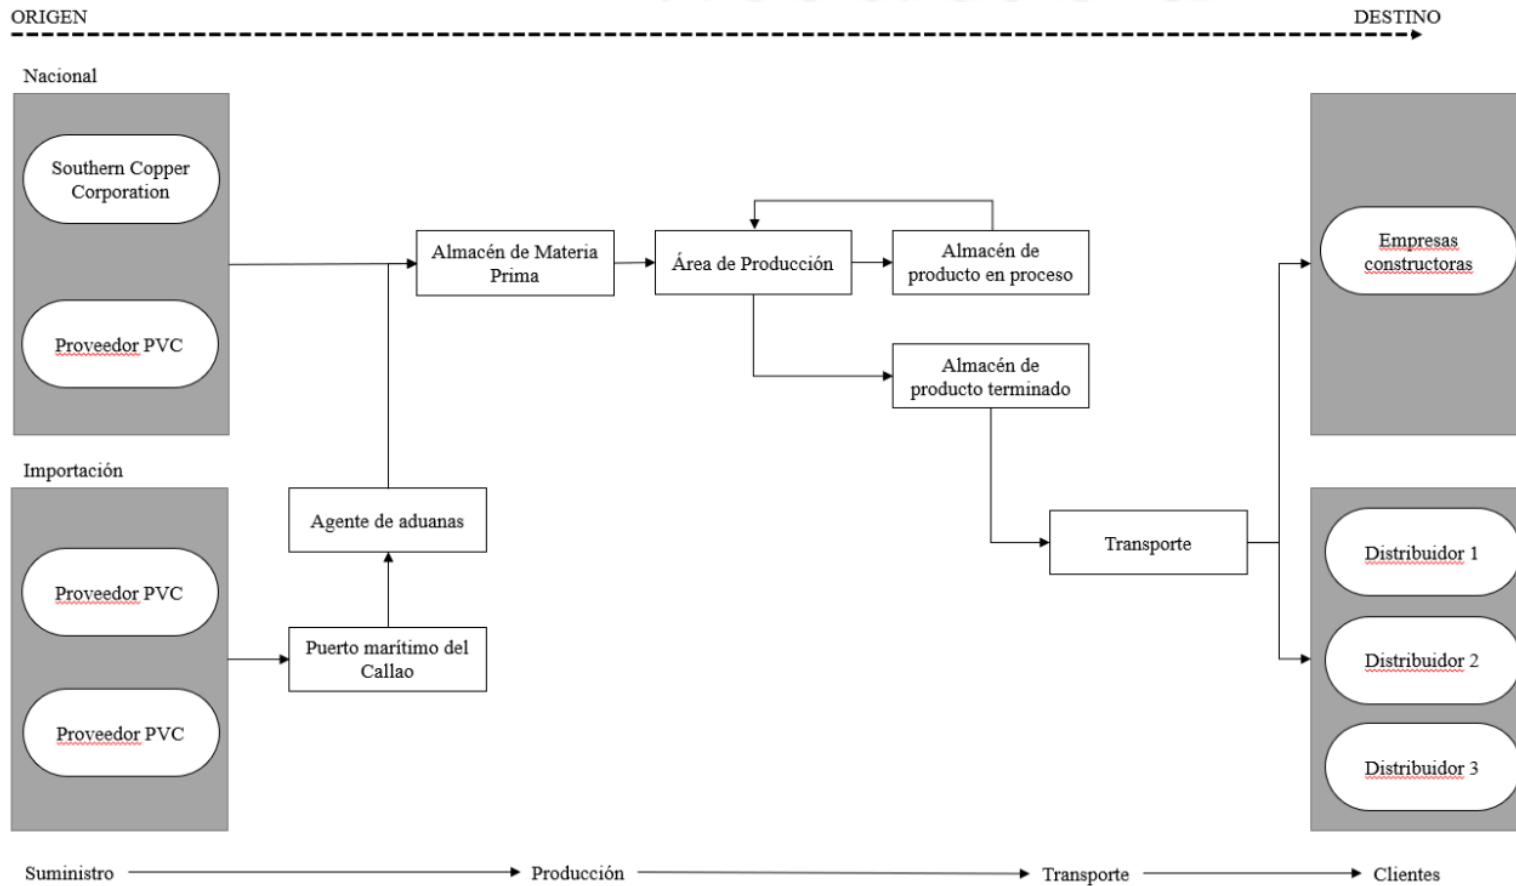 ORIGEN
DESTINO
Nacional
Southern Copper
Corporation
Proveedor PVC
Almacén de Materia
Prima
Área de Producción
Almacén de
producto en proceso
Almacén de
producto terminado
Empresas
constructoras
Importación
Proveedor PVC
Proveedor PVC
Agente de aduanas
Puerto marítimo del
Callao
Transporte
Distribuidor 1
Distribuidor 2
Distribuidor 3
Suministro
Producción
Transporte
Clientes